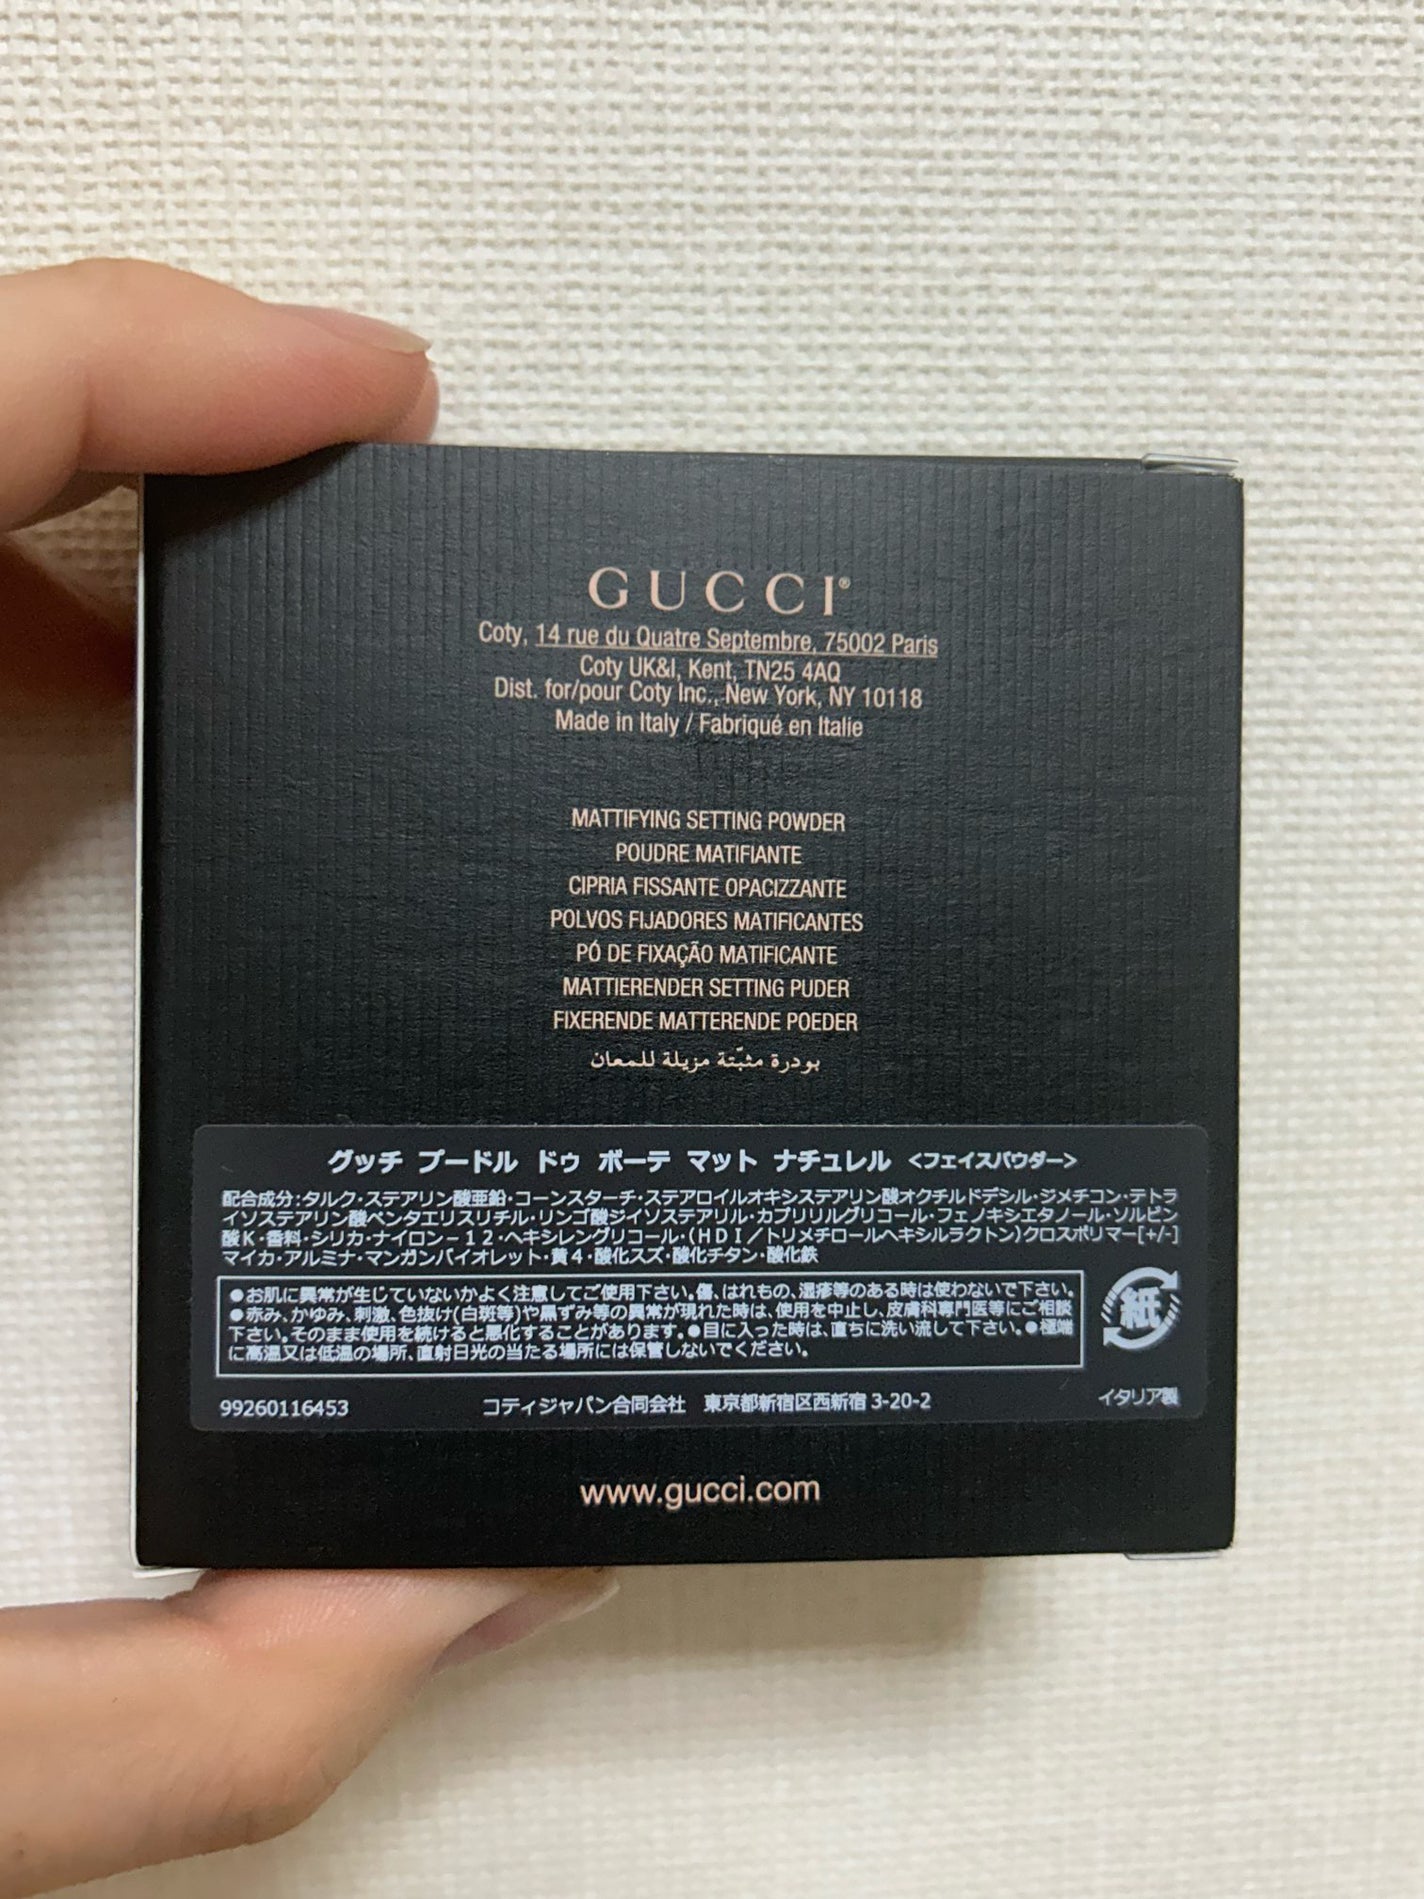 GUCCI®
Coty, 14 rue du Quatre Septembre, 75002 Paris
Coty UK&I, Kent, TN25 4AQ
Dist. for/pour Coty Inc., New York, NY 10118
Made in Italy / Fabriqué en Italie
MATTIFYING SETTING POWDER
POUDRE MATIFIANTE
CIPRIA FISSANTE OPACIZZANTE
POLVOS FIJADORES MATIFICANTES
PÓ DE FIXAÇÃO MATIFICANTE
MATTIERENDER SETTING PUDER
FIXERENDE MATTERENDE POEDER
بودرة مثبّتة مزيلة للمعان
グッチ プードル ドゥ ボーテ マット ナチュレル <フェイスパウダー>
配合成分:タルク・ステアリン酸亜鉛・コーンスターチ・ステアロイルオキシステアリン酸オクチルドデシル・ジメチコン・テトラ
イソステアリン酸ペンタエリスリチル・リンゴ酸ジイソステアリル・カプリリルグリコール・フェノキシエタノール・ソルビン
酸K・香料・シリカ・ナイロン-12・ヘキシレングリコール・(HDI/トリメチロールヘキシルラクトン)クロスポリマー[+/-]
マイカ・アルミナ・マンガンバイオレット・黄4・酸化スズ・酸化チタン・酸化鉄
●お肌に異常が生じていないかよく注意してご使用下さい。傷、はれもの、湿疹等のある時は使わないで下さい。
●赤み、かゆみ、刺激、色抜け(白斑等)や黒ずみ等の異常が現れた時は、使用を中止し、皮膚科専門医等にご相談
下さい。そのまま使用を続けると悪化することがあります。●目に入った時は、直ちに洗い流して下さい。●極端
に高温又は低温の場所、直射日光の当たる場所には保管しないでください。
紙
99260116453 コティジャパン合同会社 東京都新宿区西新宿 3-20-2 イタリア製
www.gucci.com